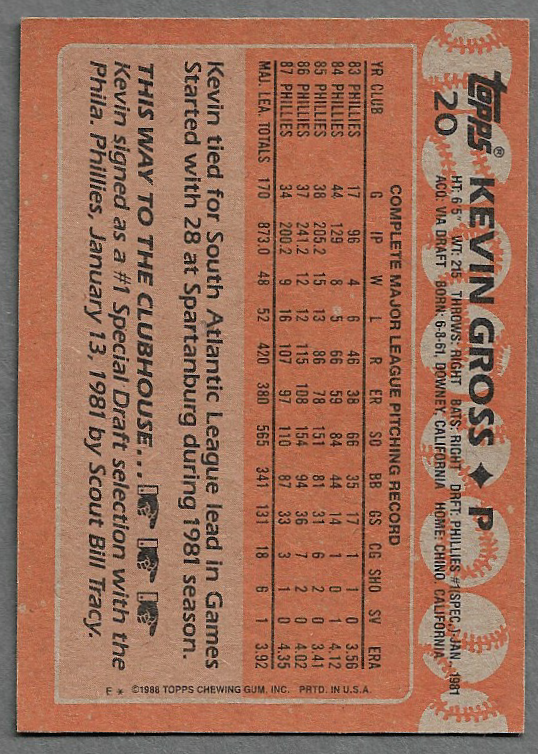 topps® KEVIN GROSS ♦ P
20 HT: 6'5" WT: 215 THROWS: RIGHT BATS: RIGHT DRFT: PHILLIES #1(SPEC.)-JAN., 1981
ACQ: VIA DRAFT BORN: 6-8-61, DOWNEY, CALIFORNIA HOME: CHINO, CALIFORNIA
COMPLETE MAJOR LEAGUE PITCHING RECORD
YR CLUB G IP W L R ER SO BB GS CG SHO SV ERA
83 PHILLIES 17 96 4 6 46 38 66 35 17 1 1 0 3.56
84 PHILLIES 44 129 8 5 66 59 84 44 14 1 0 1 4.12
85 PHILLIES 38 205.2 15 13 86 78 151 81 31 6 2 0 3.41
86 PHILLIES 37 241.2 12 12 115 108 154 94 36 7 2 0 4.02
87 PHILLIES 34 200.2 9 16 107 97 110 87 33 3 1 0 4.35
MAJ. LEA. TOTALS 170 873.0 48 52 420 380 565 341 131 18 6 1 3.92
Kevin tied for South Atlantic League lead in Games
Started with 28 at Spartanburg during 1981 season.
THIS WAY TO THE CLUBHOUSE...
Kevin signed as a #1 Special Draft selection with the
Phila. Phillies, January 13, 1981 by Scout Bill Tracy.
E * ©1988 TOPPS CHEWING GUM, INC. PRTD. IN U.S.A.